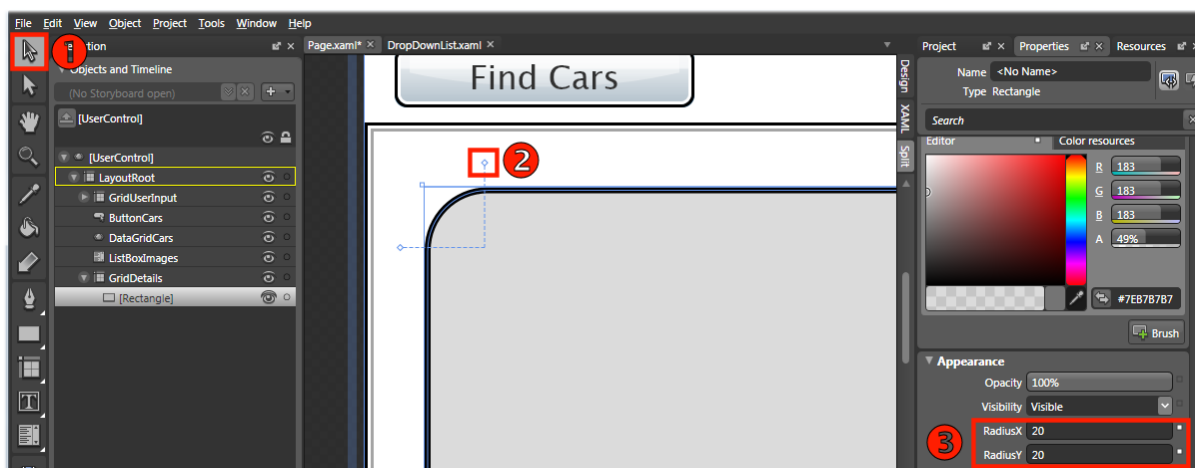 File Edit View Object Project Tools Window Help
1 ction
Page.xaml* × DropDownList.xaml ×
Project × Properties × Resources
Objects and Timeline
(No Storyboard open)
[UserControl]
[UserControl]
LayoutRoot
GridUserInput
ButtonCars
DataGridCars
ListBoxImages
GridDetails
[Rectangle]
Find Cars
2
Design
XAML
Split
Name <No Name>
Type Rectangle
Search
Editor Color resources
R 183
G 183
B 183
A 49%
#7EB7B7B7
Brush
Appearance
Opacity 100%
Visibility Visible
3
RadiusX 20
RadiusY 20